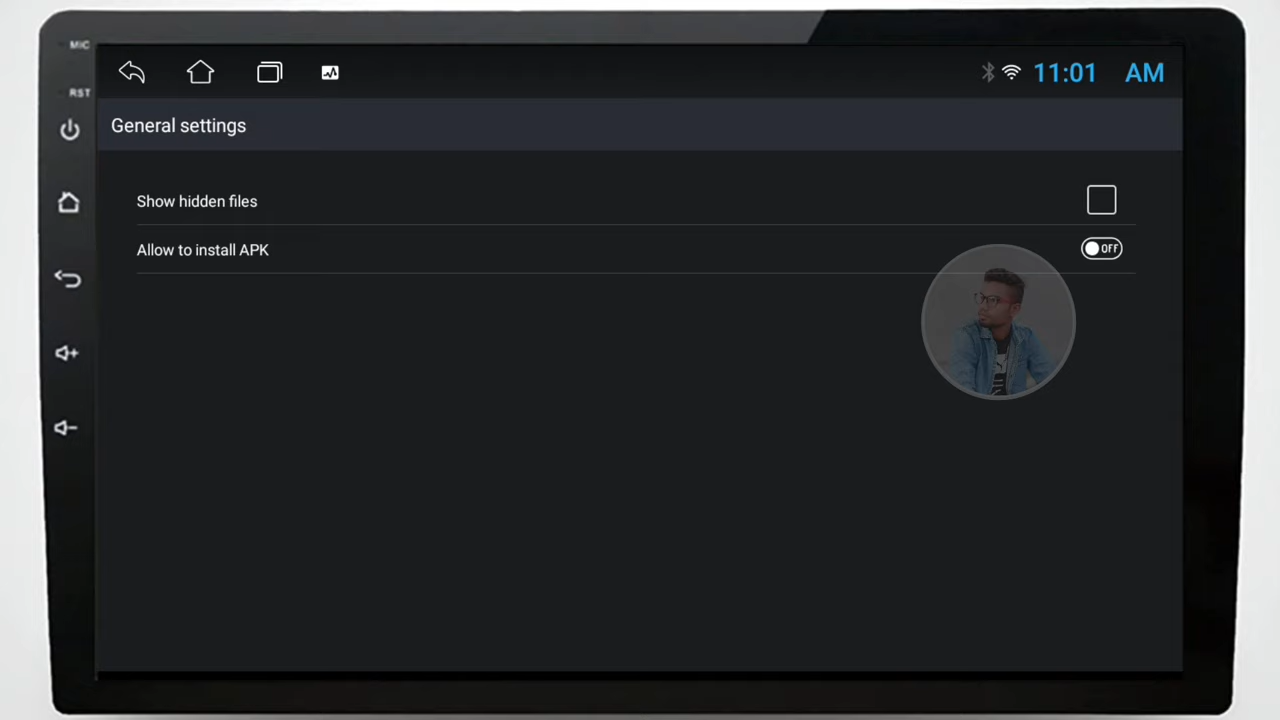 MIC
11:01 AM
RST
General settings
Show hidden files
Allow to install APK
OFF